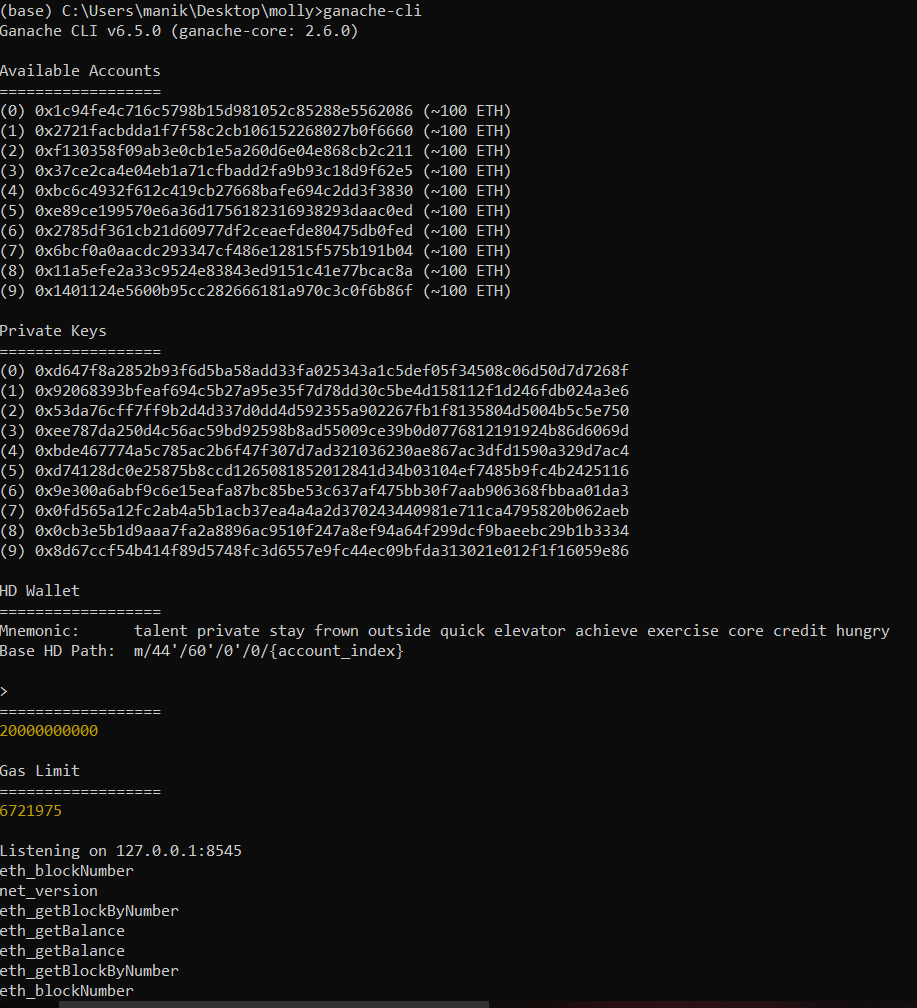 (base) C:\Users\manik\Desktop\molly>ganache-cli
Ganache CLI v6.5.0 (ganache-core: 2.6.0)
Available Accounts
==================
(0) 0x1c94fe4c716c5798b15d981052c85288e5562086 (~100 ETH)
(1) 0x2721facbdda1f7f58c2cb106152268027b0f6660 (~100 ETH)
(2) 0xf130358f09ab3e0cb1e5a260d6e04e868cb2c211 (~100 ETH)
(3) 0x37ce2ca4e04eb1a71cfbadd2fa9b93c18d9f62e5 (~100 ETH)
(4) 0xbc6c4932f612c419cb27668bafe694c2dd3f3830 (~100 ETH)
(5) 0xe89ce199570e6a36d1756182316938293daac0ed (~100 ETH)
(6) 0x2785df361cb21d60977df2ceaefde80475db0fed (~100 ETH)
(7) 0x6bcf0a0aacdc293347cf486e12815f575b191b04 (~100 ETH)
(8) 0x11a5efe2a33c9524e83843ed9151c41e77bcac8a (~100 ETH)
(9) 0x1401124e5600b95cc282666181a970c3c0f6b86f (~100 ETH)
Private Keys
==================
(0) 0xd647f8a2852b93f6d5ba58add33fa025343a1c5def05f34508c06d50d7d7268f
(1) 0x92068393bfeaf694c5b27a95e35f7d78dd30c5be4d158112f1d246fdb024a3e6
(2) 0x53da76cff7ff9b2d4d337d0dd4d592355a902267fb1f8135804d5004b5c5e750
(3) 0xee787da250d4c56ac59bd92598b8ad55009ce39b0d0776812191924b86d6069d
(4) 0xbde467774a5c785ac2b6f47f307d7ad321036230ae867ac3dfd1590a329d7ac4
(5) 0xd74128dc0e25875b8ccd1265081852012841d34b03104ef7485b9fc4b2425116
(6) 0x9e300a6abf9c6e15eafa87bc85be53c637af475bb30f7aab906368fbbaa01da3
(7) 0x0fd565a12fc2ab4a5b1acb37ea4a4a2d370243440981e711ca4795820b062aeb
(8) 0x0cb3e5b1d9aaa7fa2a8896ac9510f247a8ef94a64f299dcf9baeebc29b1b3334
(9) 0x8d67ccf54b414f89d5748fc3d6557e9fc44ec09bfda313021e012f1f16059e86
HD Wallet
==================
Mnemonic:      talent private stay frown outside quick elevator achieve exercise core credit hungry
Base HD Path:  m/44'/60'/0'/0/{account_index}
>
==================
20000000000
Gas Limit
==================
6721975
Listening on 127.0.0.1:8545
eth_blockNumber
net_version
eth_getBlockByNumber
eth_getBalance
eth_getBalance
eth_getBlockByNumber
eth_blockNumber